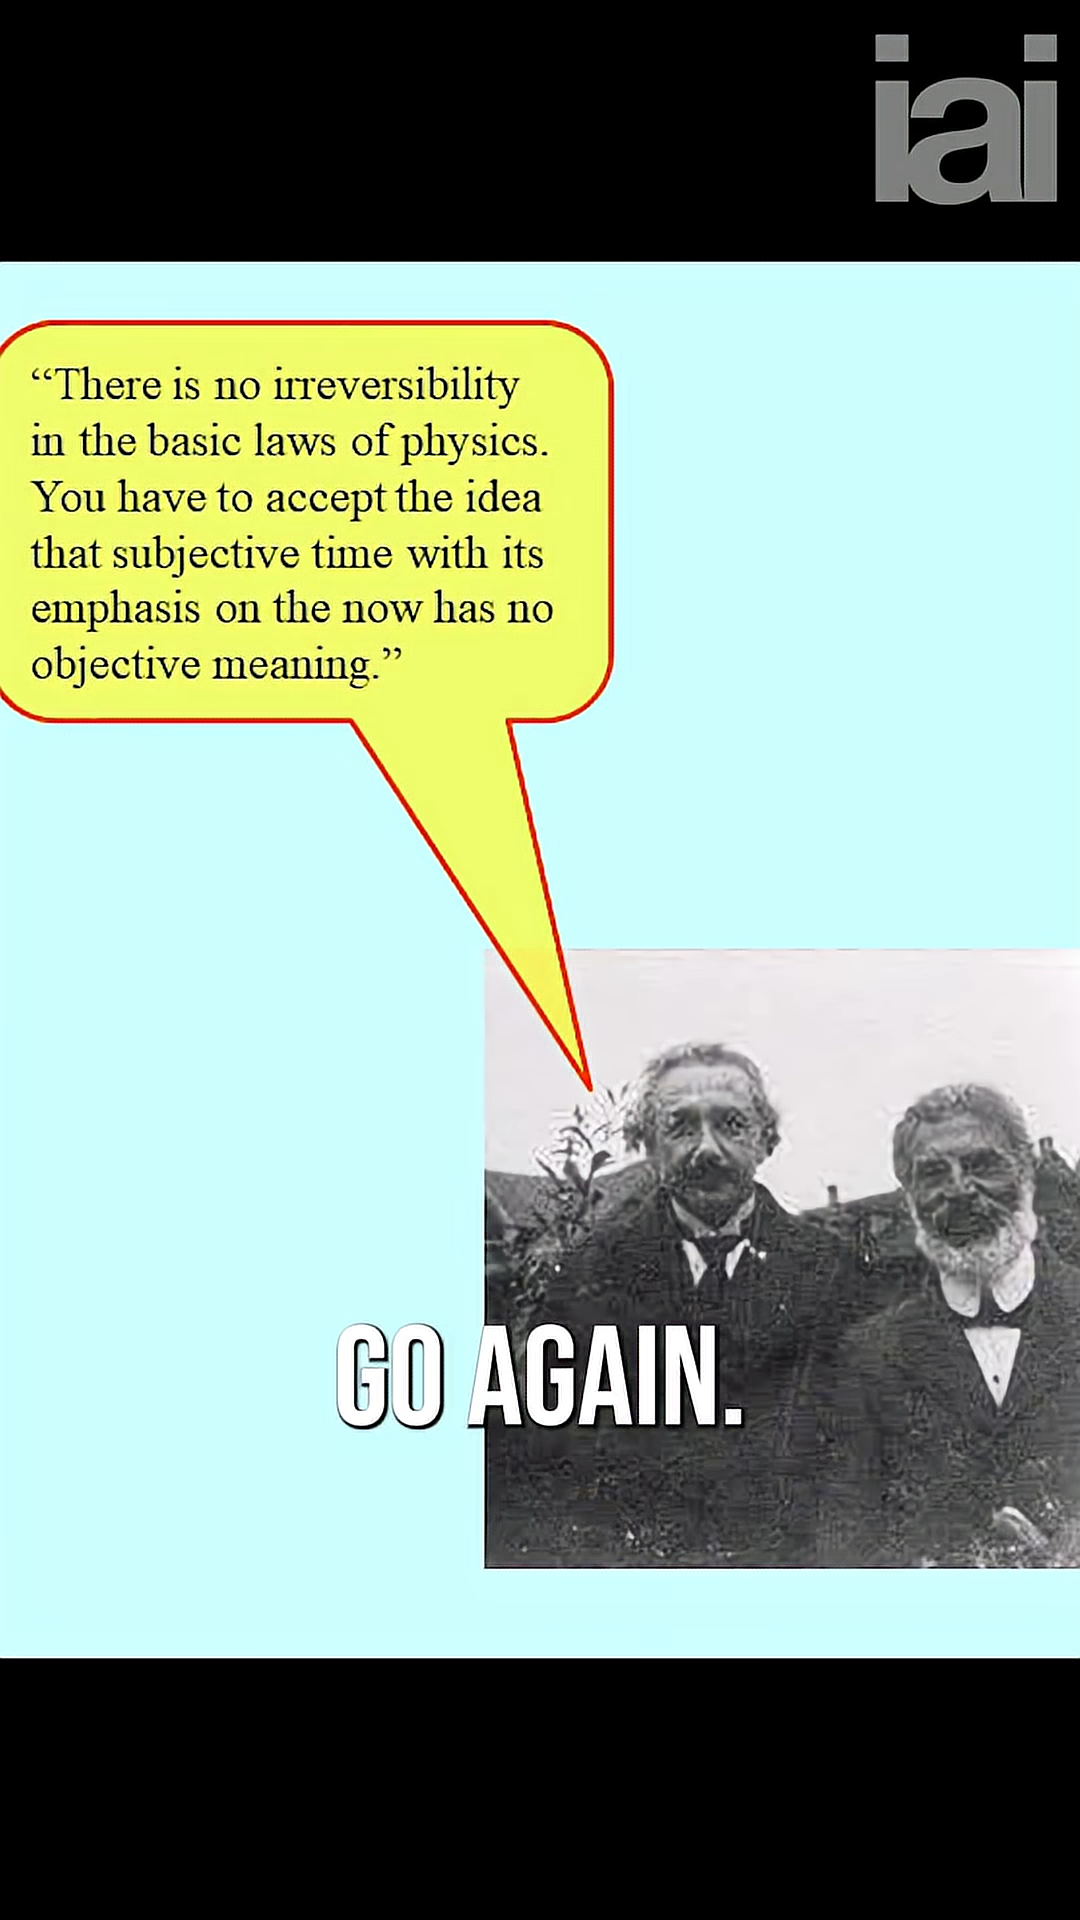 iai
“There is no irreversibility
in the basic laws of physics.
You have to accept the idea
that subjective time with its
emphasis on the now has no
objective meaning.”
GO AGAIN.